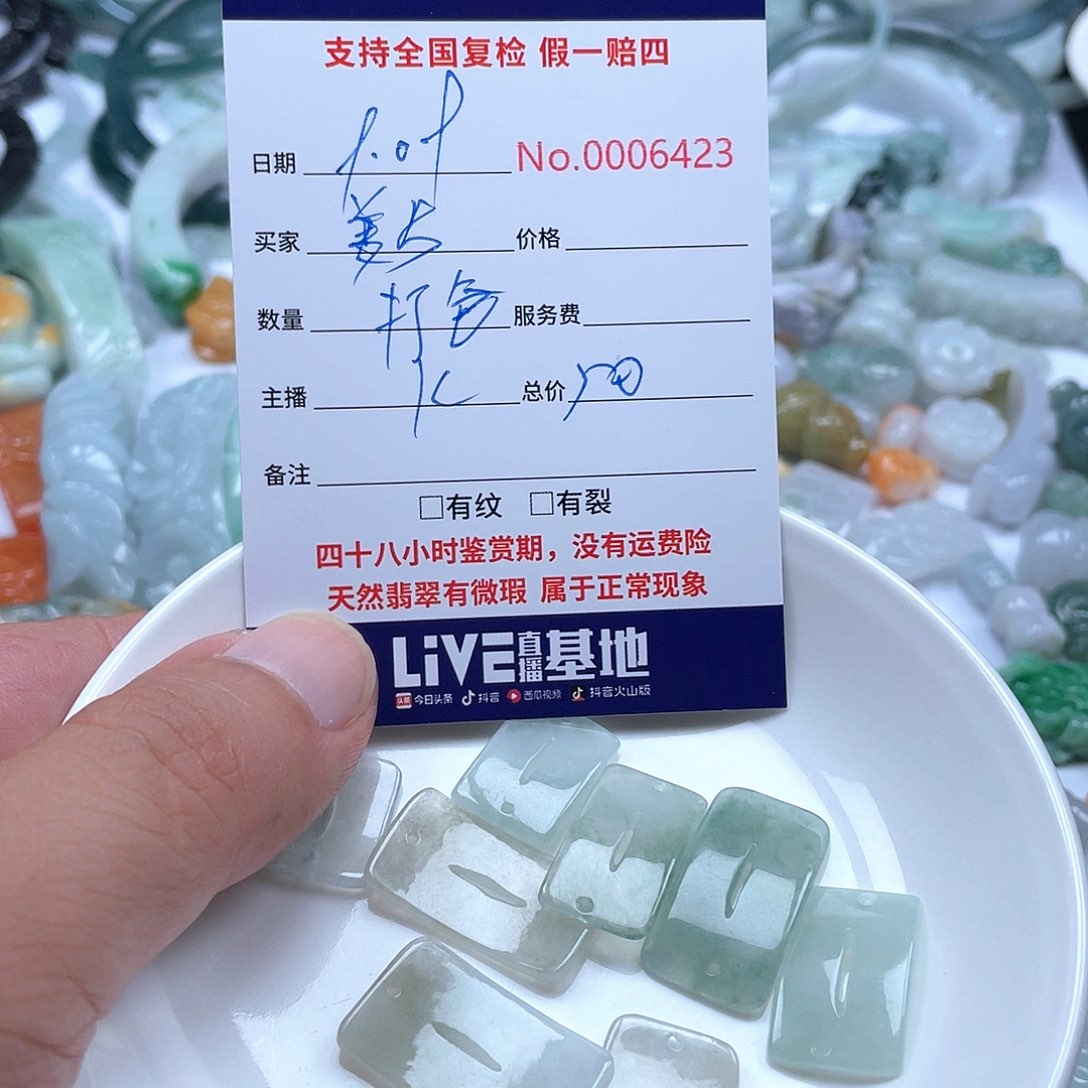 支持全国复检 假一赔四
日期 No.0006423
买家 价格
数量 打包 服务费
主播 总价
备注
□有纹 □有裂
四十八小时鉴赏期，没有运费险
天然翡翠有微瑕 属于正常现象
LiVE直播基地
头条 今日头条 抖音 西瓜视频 抖音火山版